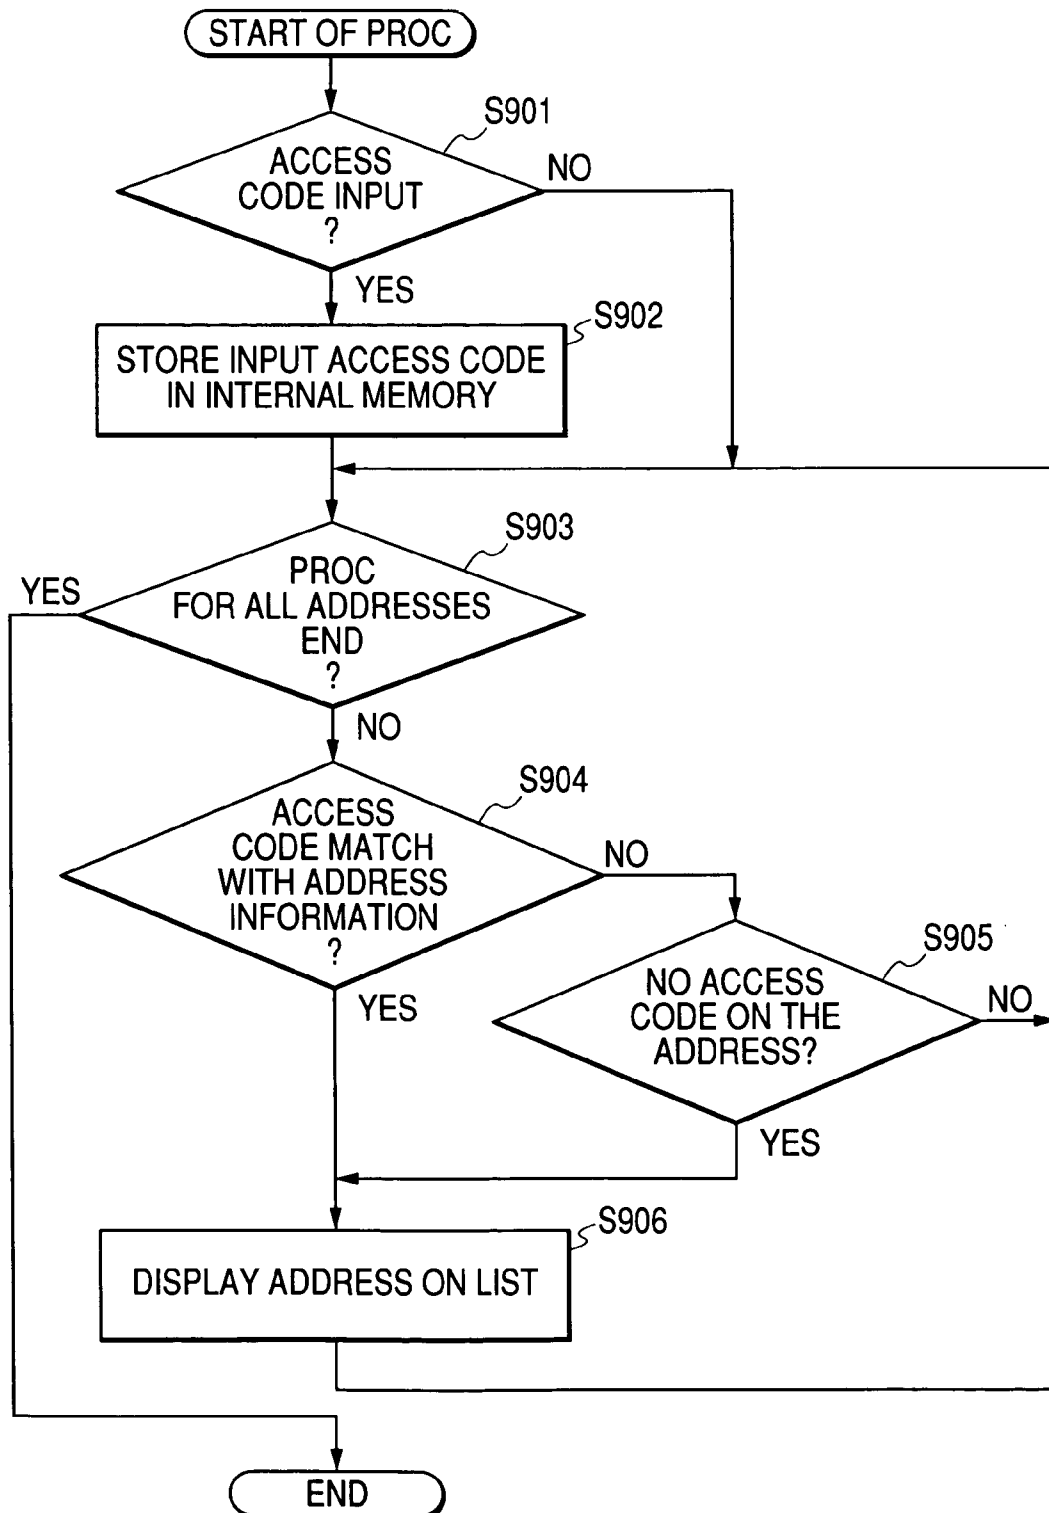 START OF PROC
S901
ACCESS
CODE INPUT
?
NO
YES
S902
STORE INPUT ACCESS CODE
IN INTERNAL MEMORY
S903
PROC
FOR ALL ADDRESSES
END
?
YES
NO
S904
ACCESS
CODE MATCH
WITH ADDRESS
INFORMATION
?
NO
YES
S905
NO ACCESS
CODE ON THE
ADDRESS?
NO
YES
S906
DISPLAY ADDRESS ON LIST
END